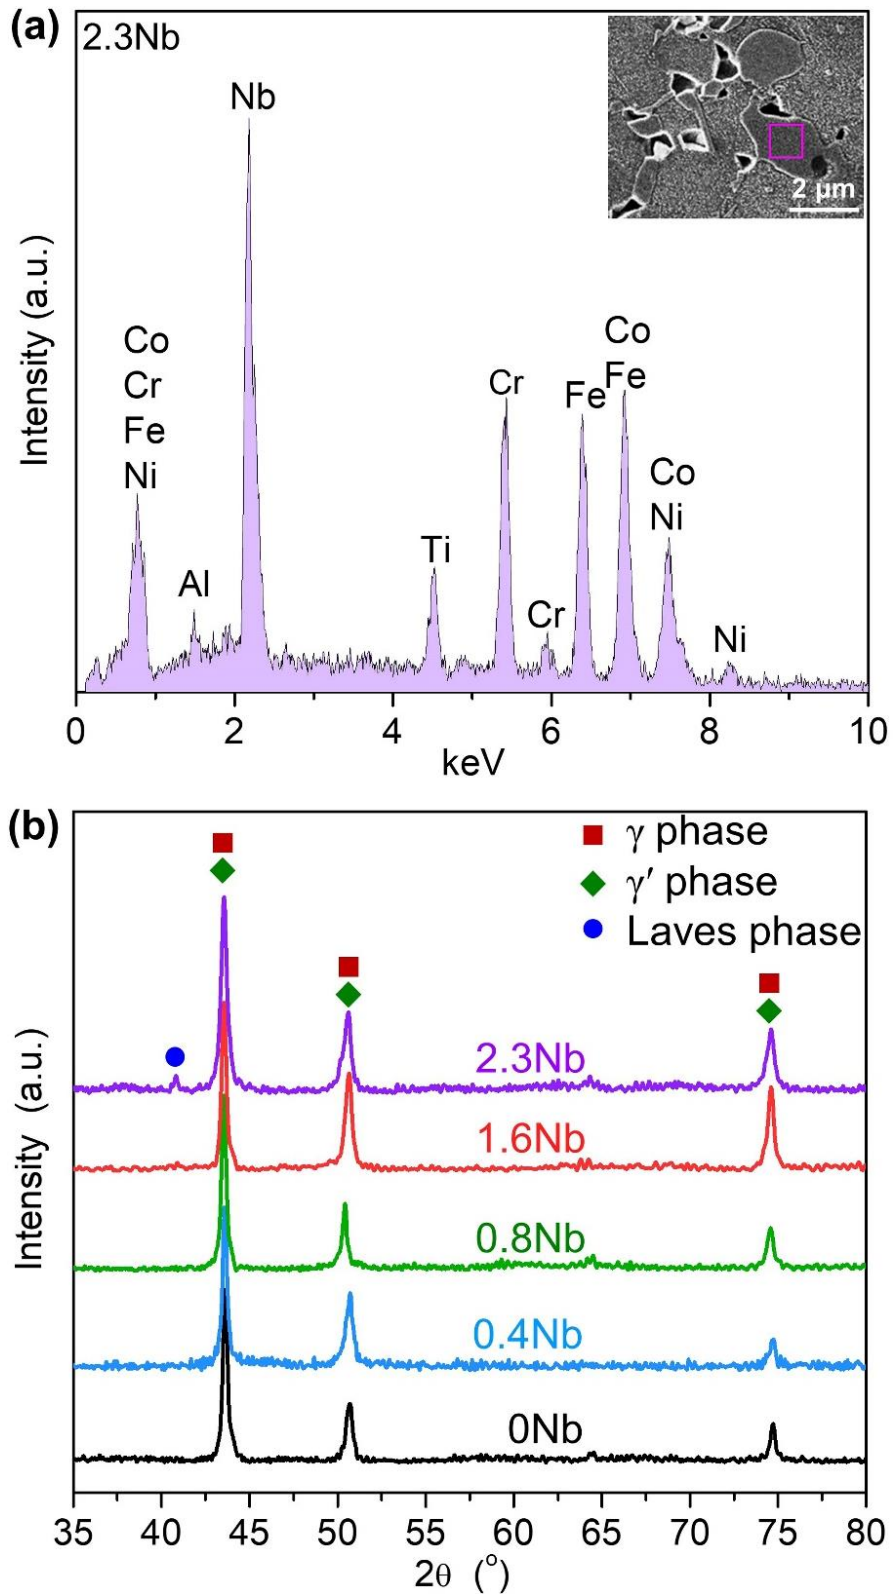 (a)
2.3Nb
Nb
Co
Cr
Fe
Ni
Al
Ti
Cr
Cr
Fe
Co
Fe
Co
Ni
Ni
2 μm
Intensity (a.u.)
0 2 4 6 8 10
keV
(b)
γ phase
γ′ phase
Laves phase
2.3Nb
1.6Nb
0.8Nb
0.4Nb
0Nb
Intensity (a.u.)
35 40 45 50 55 60 65 70 75 80
2θ (°)